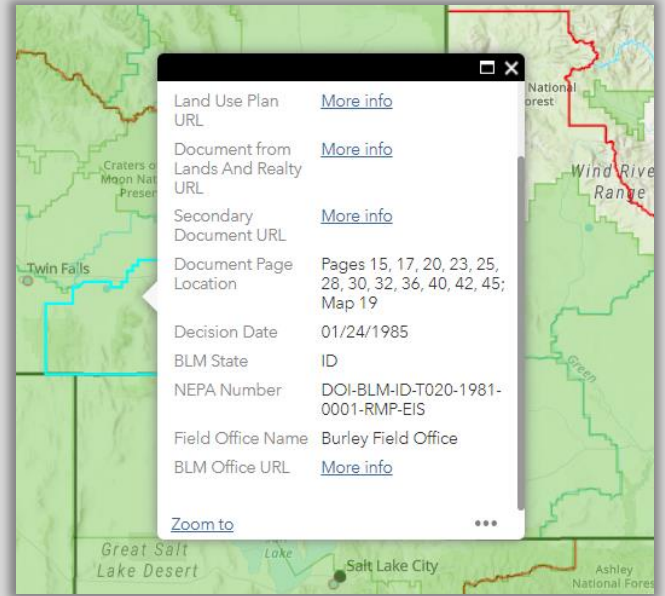 National
orest
Land Use Plan URL More info
Craters o
Moon Nat
Preser
Document from Lands And Realty URL More info
Wind Rive
Range
Secondary Document URL More info
Twin Falls
Document Page Location Pages 15, 17, 20, 23, 25, 28, 30, 32, 36, 40, 42, 45; Map 19
Decision Date 01/24/1985
BLM State ID
Green
NEPA Number DOI-BLM-ID-T020-1981-0001-RMP-EIS
Field Office Name Burley Field Office
BLM Office URL More info
Zoom to
Great Salt
Lake Desert
Lake
Salt Lake City
Ashley
National Fores